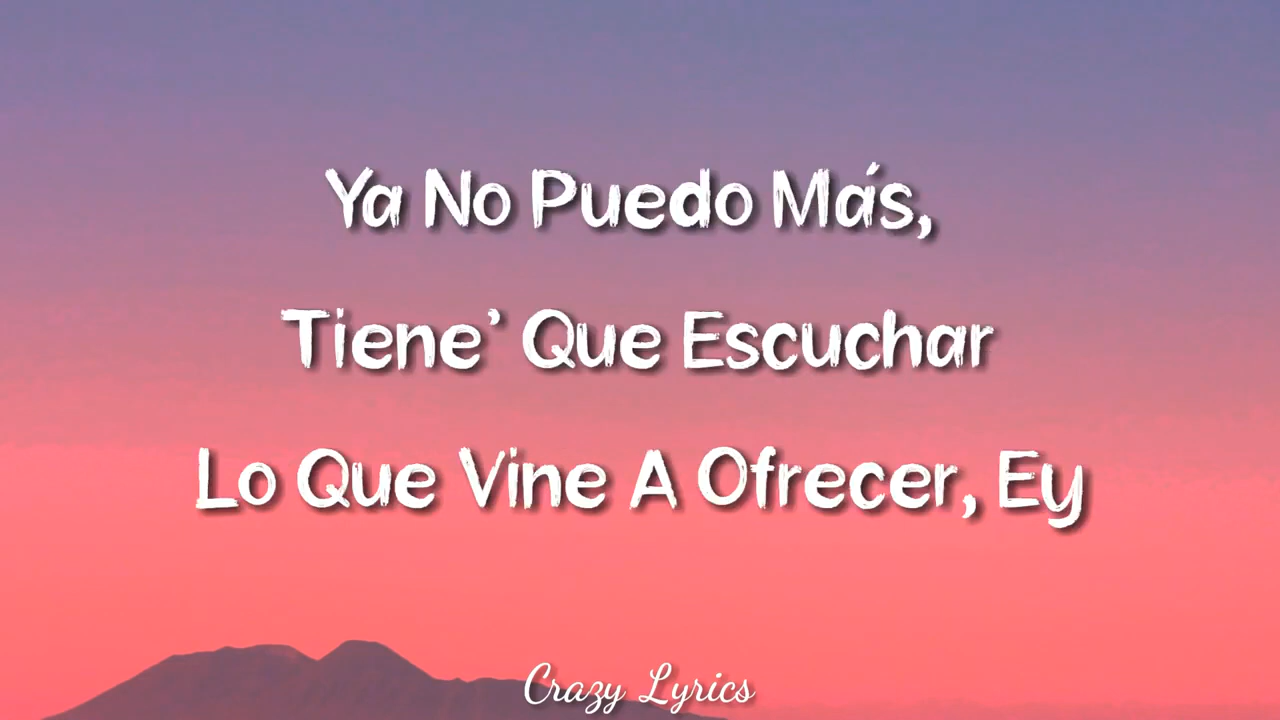 Ya No Puedo Más,
Tiene' Que Escuchar
Lo Que Vine A Ofrecer, Ey
Crazy Lyrics